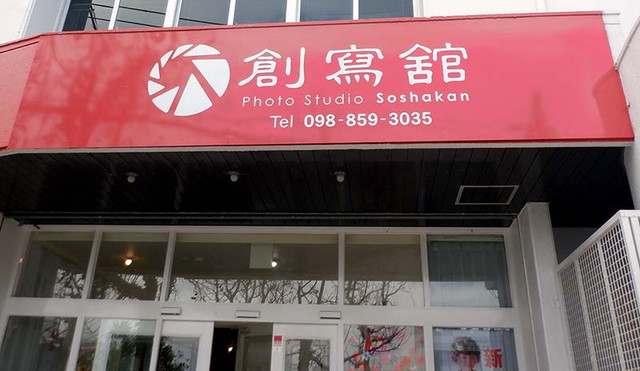 創寫舘
Photo Studio Soshakan
Tel 098-859-3035
新